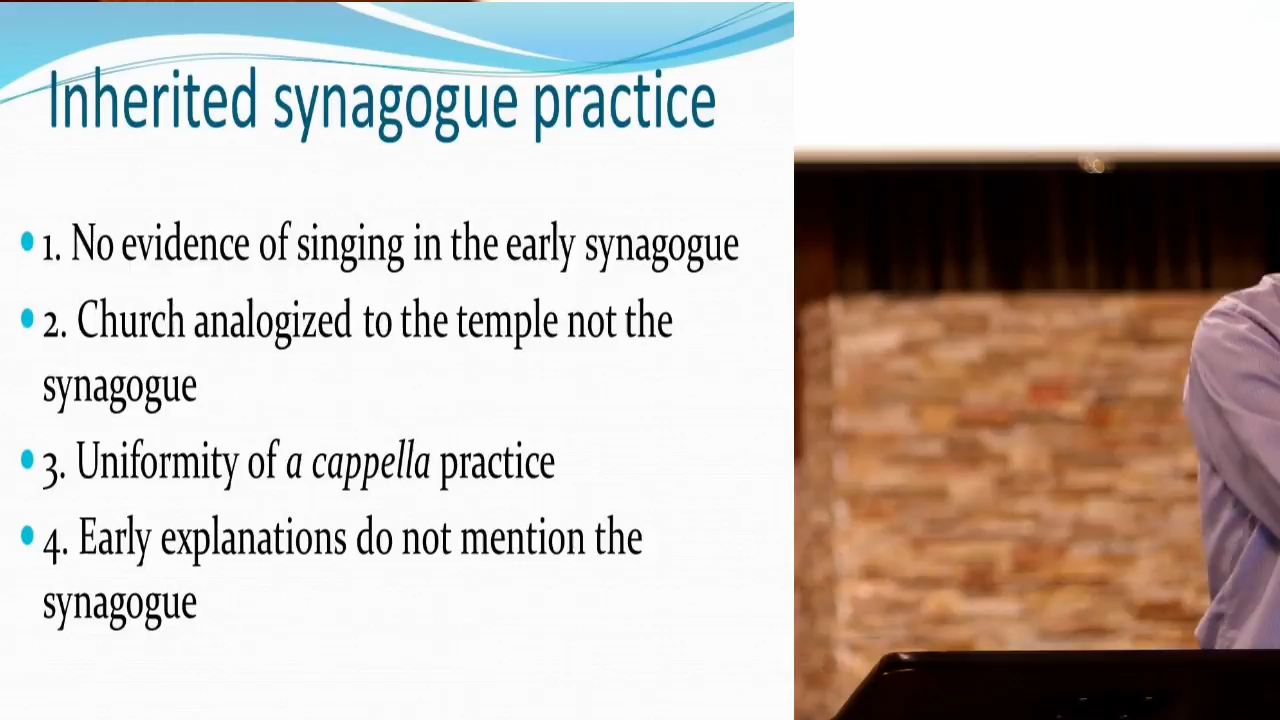 Inherited synagogue practice
• 1. No evidence of singing in the early synagogue
• 2. Church analogized to the temple not the
synagogue
• 3. Uniformity of a cappella practice
• 4. Early explanations do not mention the
synagogue